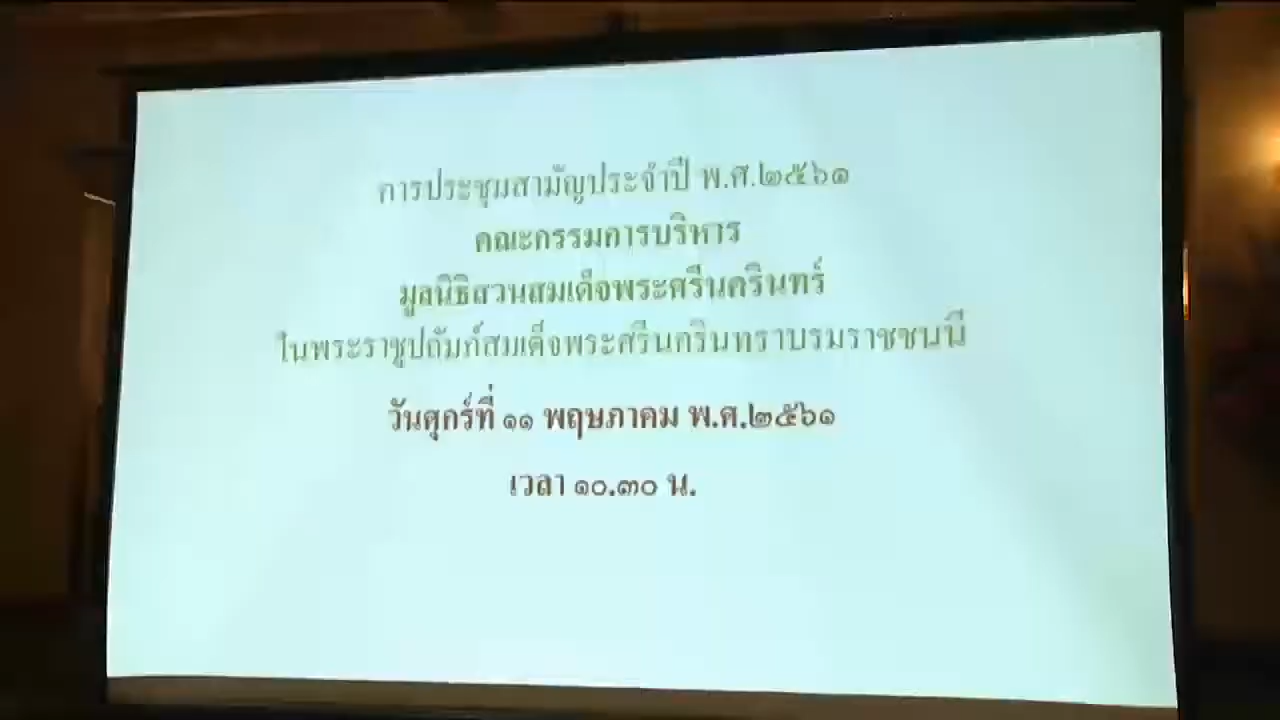 การประชุมสามัญประจำปี พ.ศ.๒๕๖๑
คณะกรรมการบริหาร
มูลนิธิสวนสมเด็จพระศรีนครินทร์
ในพระราชูปถัมภ์สมเด็จพระศรีนครินทราบรมราชชนนี
วันศุกร์ที่ ๑๑ พฤษภาคม พ.ศ.๒๕๖๑
เวลา ๑๐.๓๐ น.